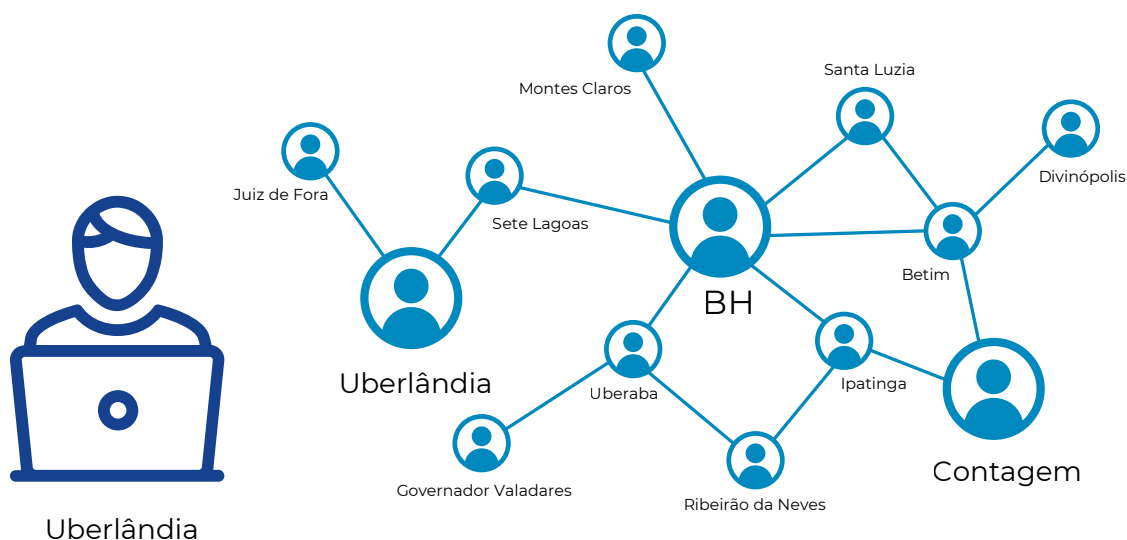 Montes Claros
Santa Luzia
Divinópolis
Juiz de Fora
Sete Lagoas
Betim
BH
Uberlândia
Uberaba
Ipatinga
Governador Valadares
Ribeirão da Neves
Contagem
Uberlândia